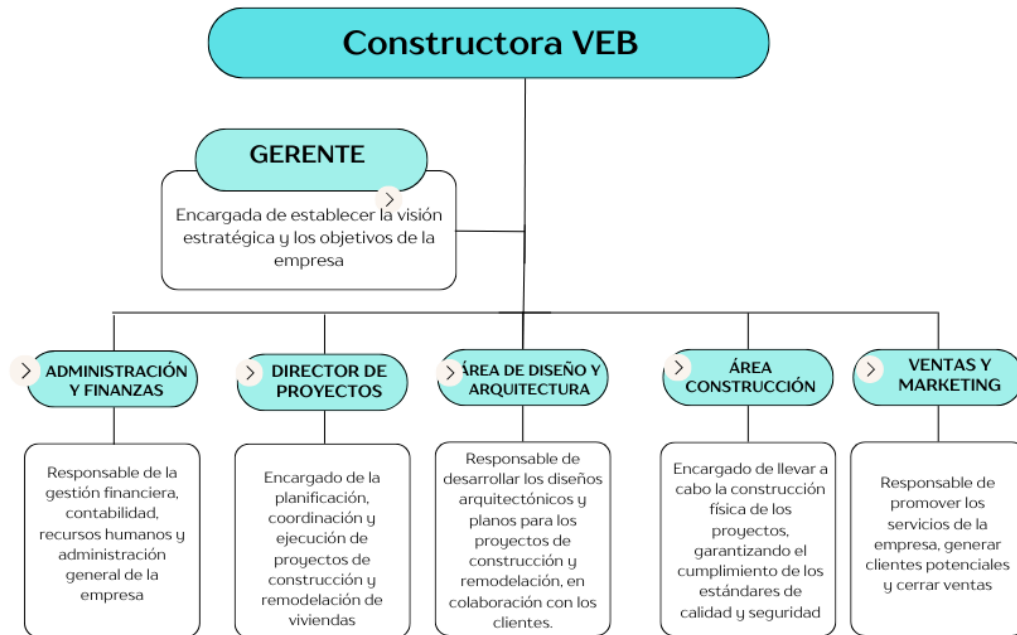 Constructora VEB
GERENTE
Encargada de establecer la visión
estratégica y los objetivos de la
empresa
ADMINISTRACIÓN
Y FINANZAS
Responsable de la
gestión financiera,
contabilidad,
recursos humanos y
administración
general de la
empresa
DIRECTOR DE
PROYECTOS
Encargado de la
planificación,
coordinación y
ejecución de
proyectos de
construcción y
remodelación de
viviendas
ÁREA DE DISEÑO Y
ARQUITECTURA
Responsable de
desarrollar los diseños
arquitectónicos y
planos para los
proyectos de
construcción y
remodelación, en
colaboración con los
clientes.
ÁREA
CONSTRUCCIÓN
Encargado de llevar a
cabo la construcción
física de los
proyectos,
garantizando el
cumplimiento de los
estándares de
calidad y seguridad
VENTAS Y
MARKETING
Responsable de
promover los
servicios de la
empresa, generar
clientes potenciales
y cerrar ventas